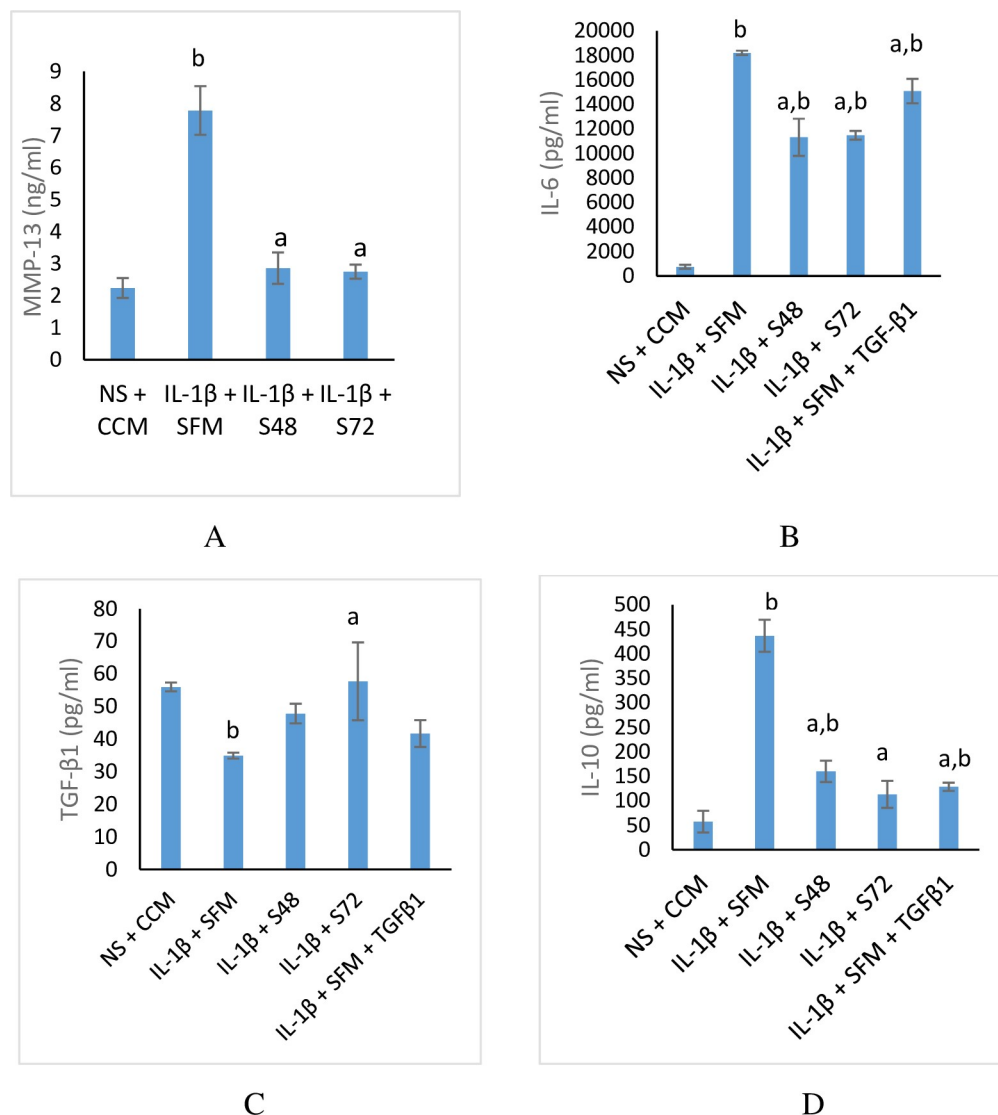 MMP-13 (ng/ml)
9
8
7
6
5
4
3
2
1
0
b
a
a
NS + CCM
IL-1β + SFM
IL-1β + S48
IL-1β + S72
A
IL-6 (pg/ml)
20000
18000
16000
14000
12000
10000
8000
6000
4000
2000
0
b
a,b
a,b
a,b
NS + CCM
IL-1β + SFM
IL-1β + S48
IL-1β + S72
IL-1β + SFM + TGF-β1
B
TGF-β1 (pg/ml)
80
70
60
50
40
30
20
10
0
b
a
NS + CCM
IL-1β + SFM
IL-1β + S48
IL-1β + S72
IL-1β + SFM + TGFβ1
C
IL-10 (pg/ml)
500
450
400
350
300
250
200
150
100
50
0
b
a,b
a
a,b
NS + CCM
IL-1β + SFM
IL-1β + S48
IL-1β + S72
IL-1β + SFM + TGFβ1
D